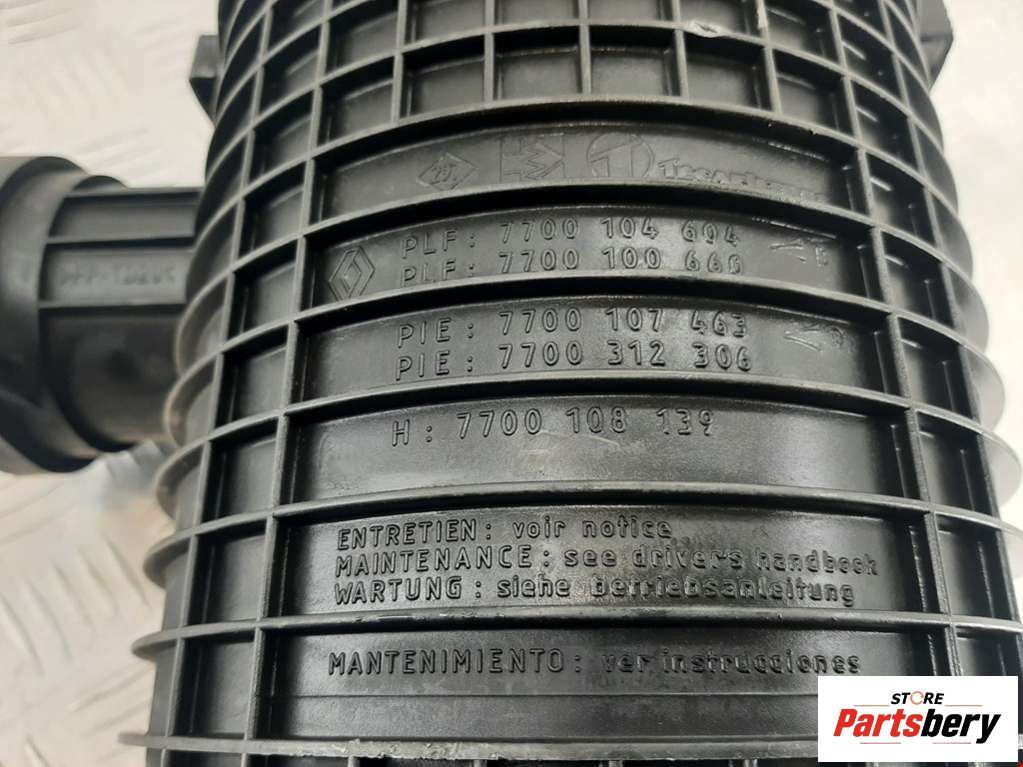 PLF: 7700 104 604
PLF: 7700 100 660
PIE: 7700 107 463
PIE: 7700 312 306
H: 7700 108 139
ENTRETIEN: voir notice
MAINTENANCE: see drivers handbook
WARTUNG: siehe betriebsanleitung
MANTENIMIENTO: ver instrucciones
STORE
Partsbery